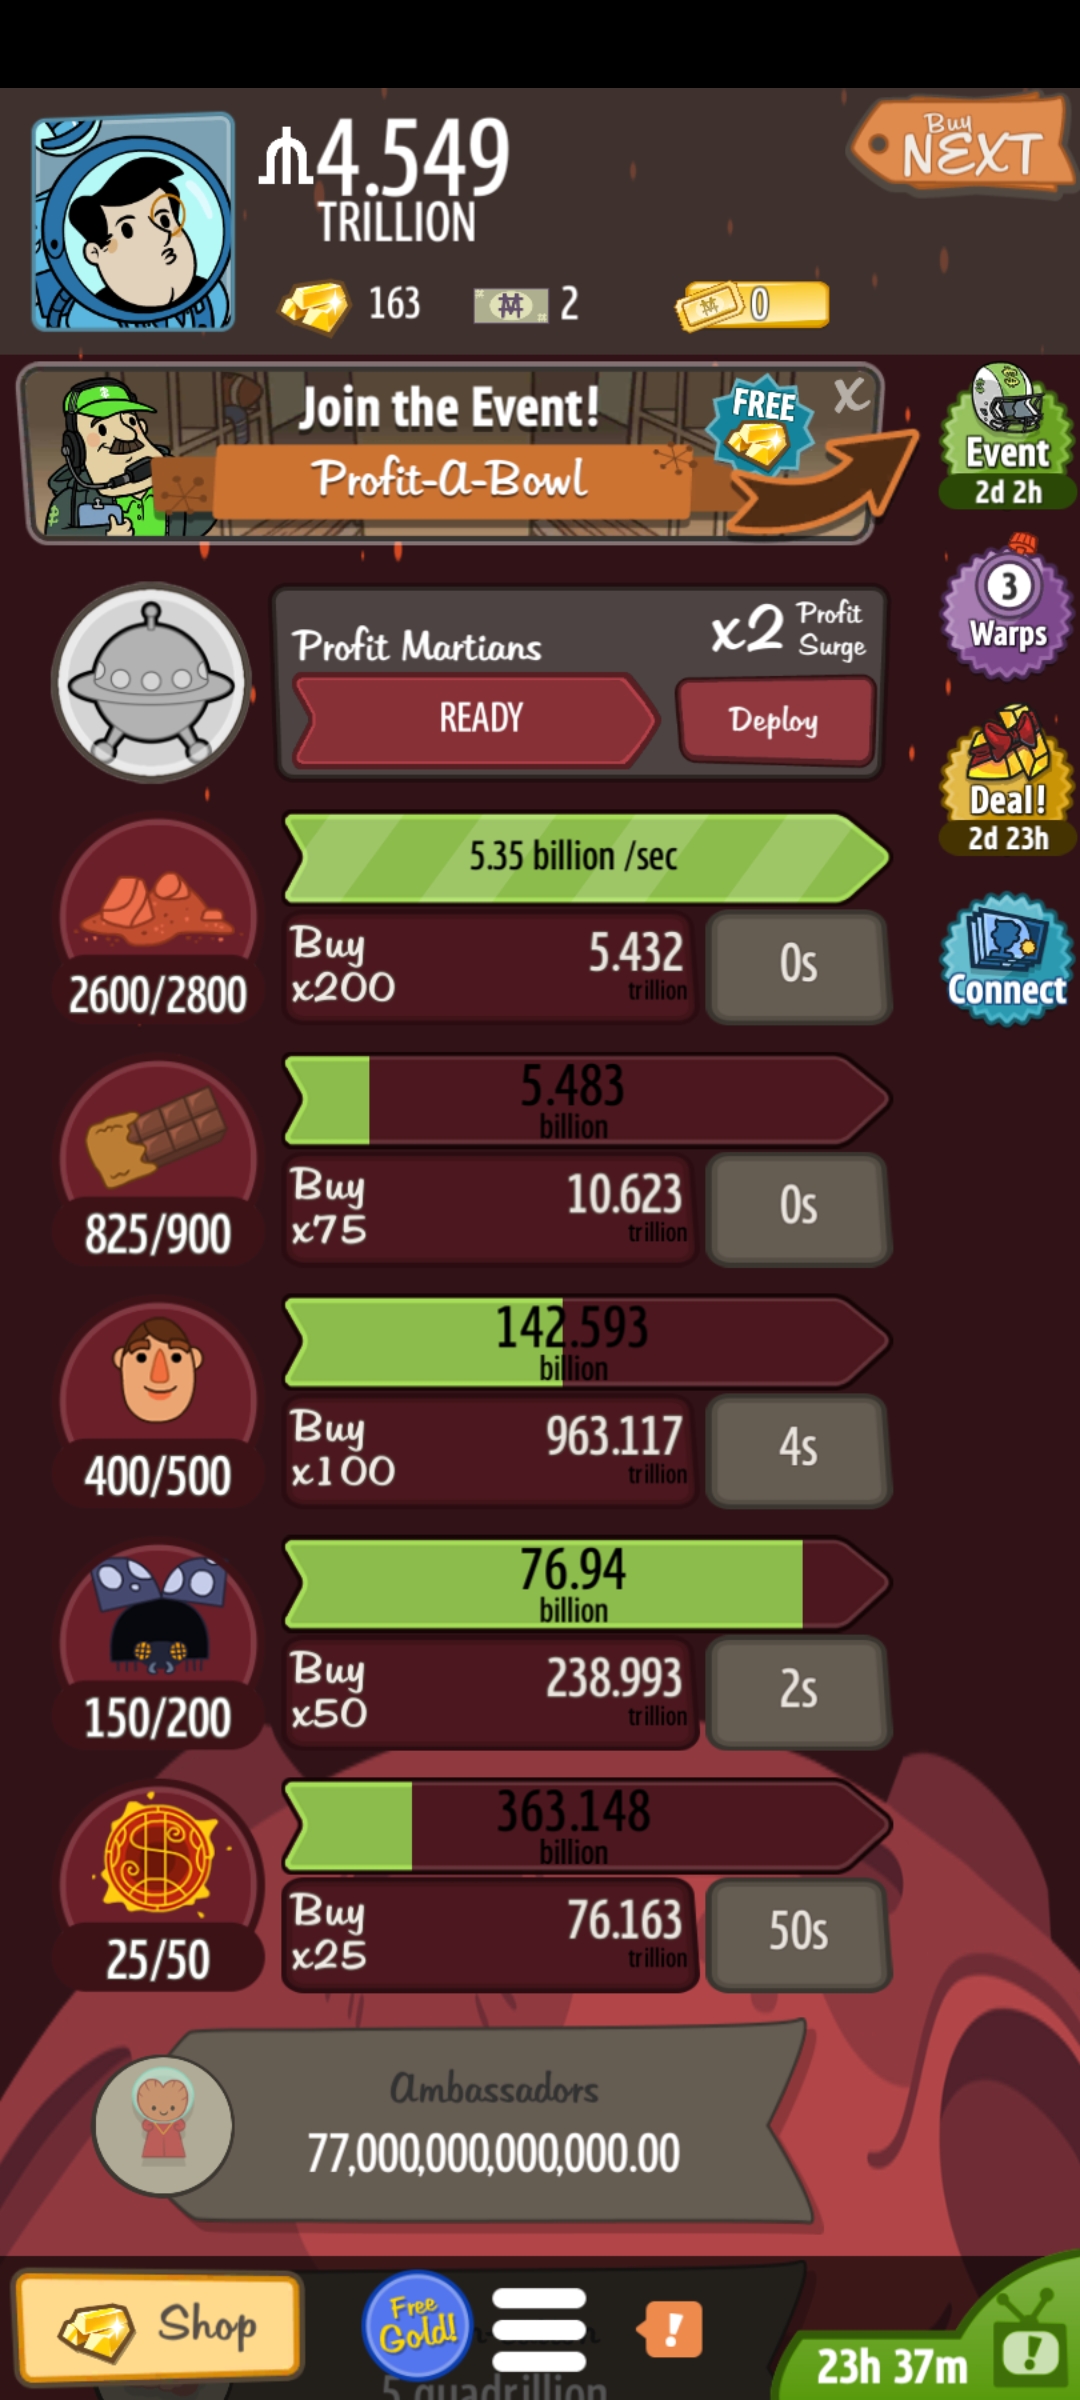 4.549
TRILLION
Buy
NEXT
163
2
0
Join the Event!
FREE
X
Profit-A-Bowl
Event
2d 2h
3
Warps
Profit Martians
x2 Profit
Surge
READY
Deploy
Deal!
2d 23h
5.35 billion /sec
2600/2800
Buy
x200
5.432
trillion
0s
Connect
5.483
billion
825/900
Buy
x75
10.623
trillion
0s
142.593
billion
400/500
Buy
x100
963.117
trillion
4s
76.94
billion
150/200
Buy
x50
238.993
trillion
2s
363.148
billion
25/50
Buy
x25
76.163
trillion
50s
Ambassadors
77,000,000,000,000.00
Shop
Free
Gold!
!
5 quadrillion
23h 37m
!